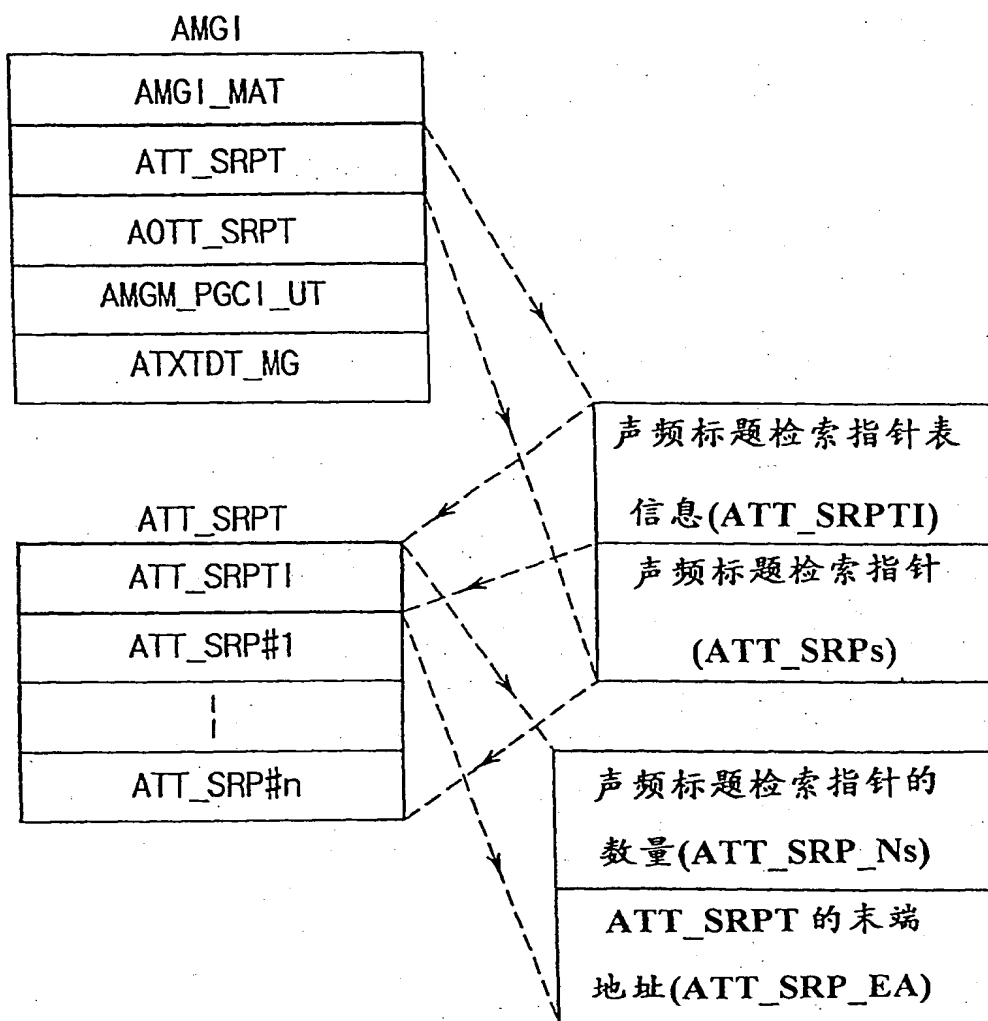 AMGI
AMGI_MAT
ATT_SRPT
AOTT_SRPT
AMGM_PGCI_UT
ATXTDT_MG
声频标题检索指针表
信息(ATT_SRPTI)
声频标题检索指针
(ATT_SRPs)
ATT_SRPT
ATT_SRPTI
ATT_SRP#1
ATT_SRP#n
声频标题检索指针的
数量(ATT_SRP_Ns)
ATT_SRPT 的末端
地址(ATT_SRP_EA)